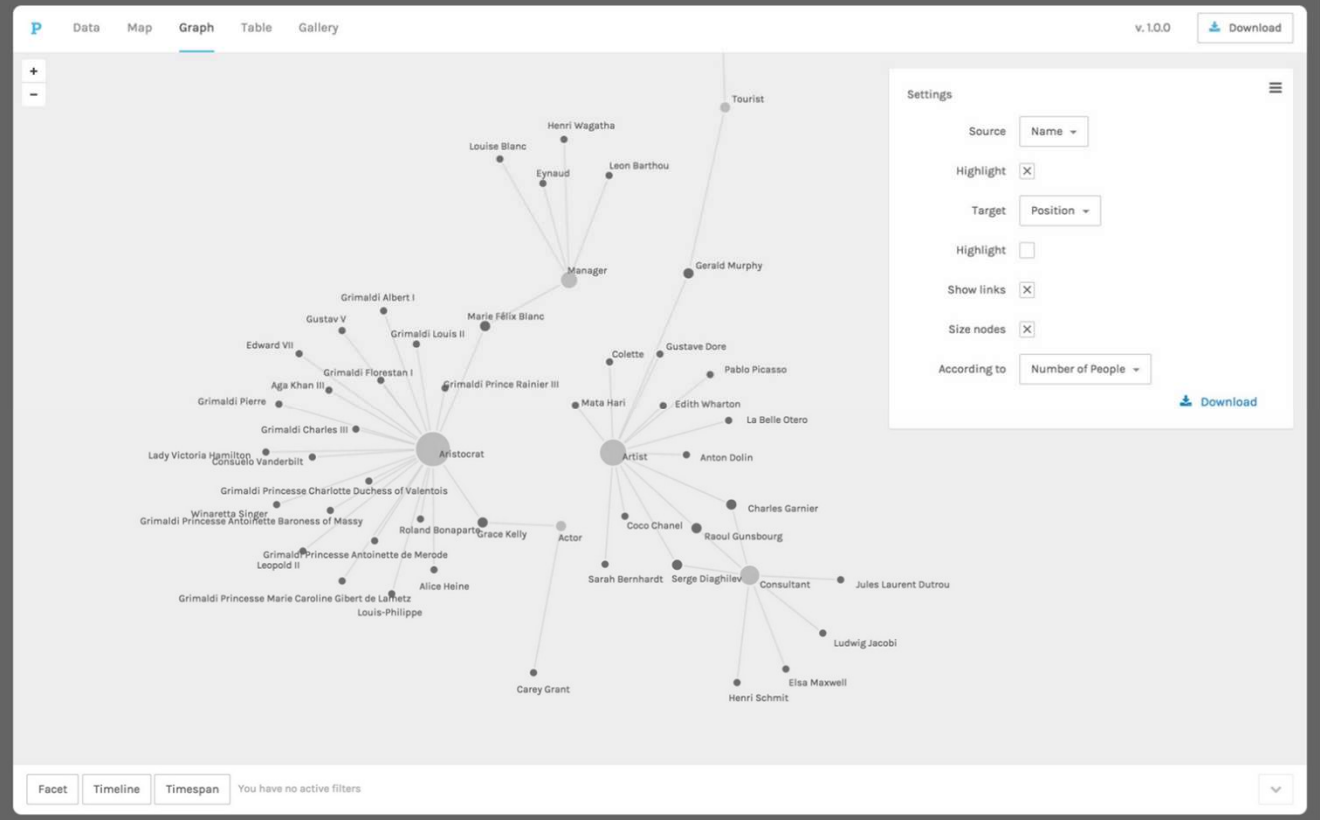 P Data Map Graph Table Gallery v. 1.0.0 Download
+
−
Settings
Source Name
Highlight
Target Position
Highlight
Show links
Size nodes
According to Number of People
Download
Tourist
Henri Wagatha
Louise Blanc
Leon Barthou
Eynaud
Gerald Murphy
Manager
Grimaldi Albert I
Marie Félix Blanc
Gustav V
Grimaldi Louis II
Edward VII
Gustave Dore
Colette
Pablo Picasso
Grimaldi Florestan I
Aga Khan III
Grimaldi Prince Rainier III
Grimaldi Pierre
Mata Hari
Edith Wharton
La Belle Otero
Grimaldi Charles III
Lady Victoria Hamilton
Aristocrat
Artist
Anton Dolin
Consuelo Vanderbilt
Grimaldi Princesse Charlotte Duchess of Valentois
Charles Garnier
Winaretta Singer
Grimaldi Princesse Antoinette Baroness of Massy
Roland Bonaparte
Grace Kelly
Actor
Coco Chanel
Raoul Gunsbourg
Grimaldi Princesse Antoinette de Merode
Leopold II
Alice Heine
Sarah Bernhardt
Serge Diaghilev
Consultant
Jules Laurent Dutrou
Grimaldi Princesse Marie Caroline Gibert de Lametz
Louis-Philippe
Ludwig Jacobi
Carey Grant
Elsa Maxwell
Henri Schmit
Facet Timeline Timespan You have no active filters